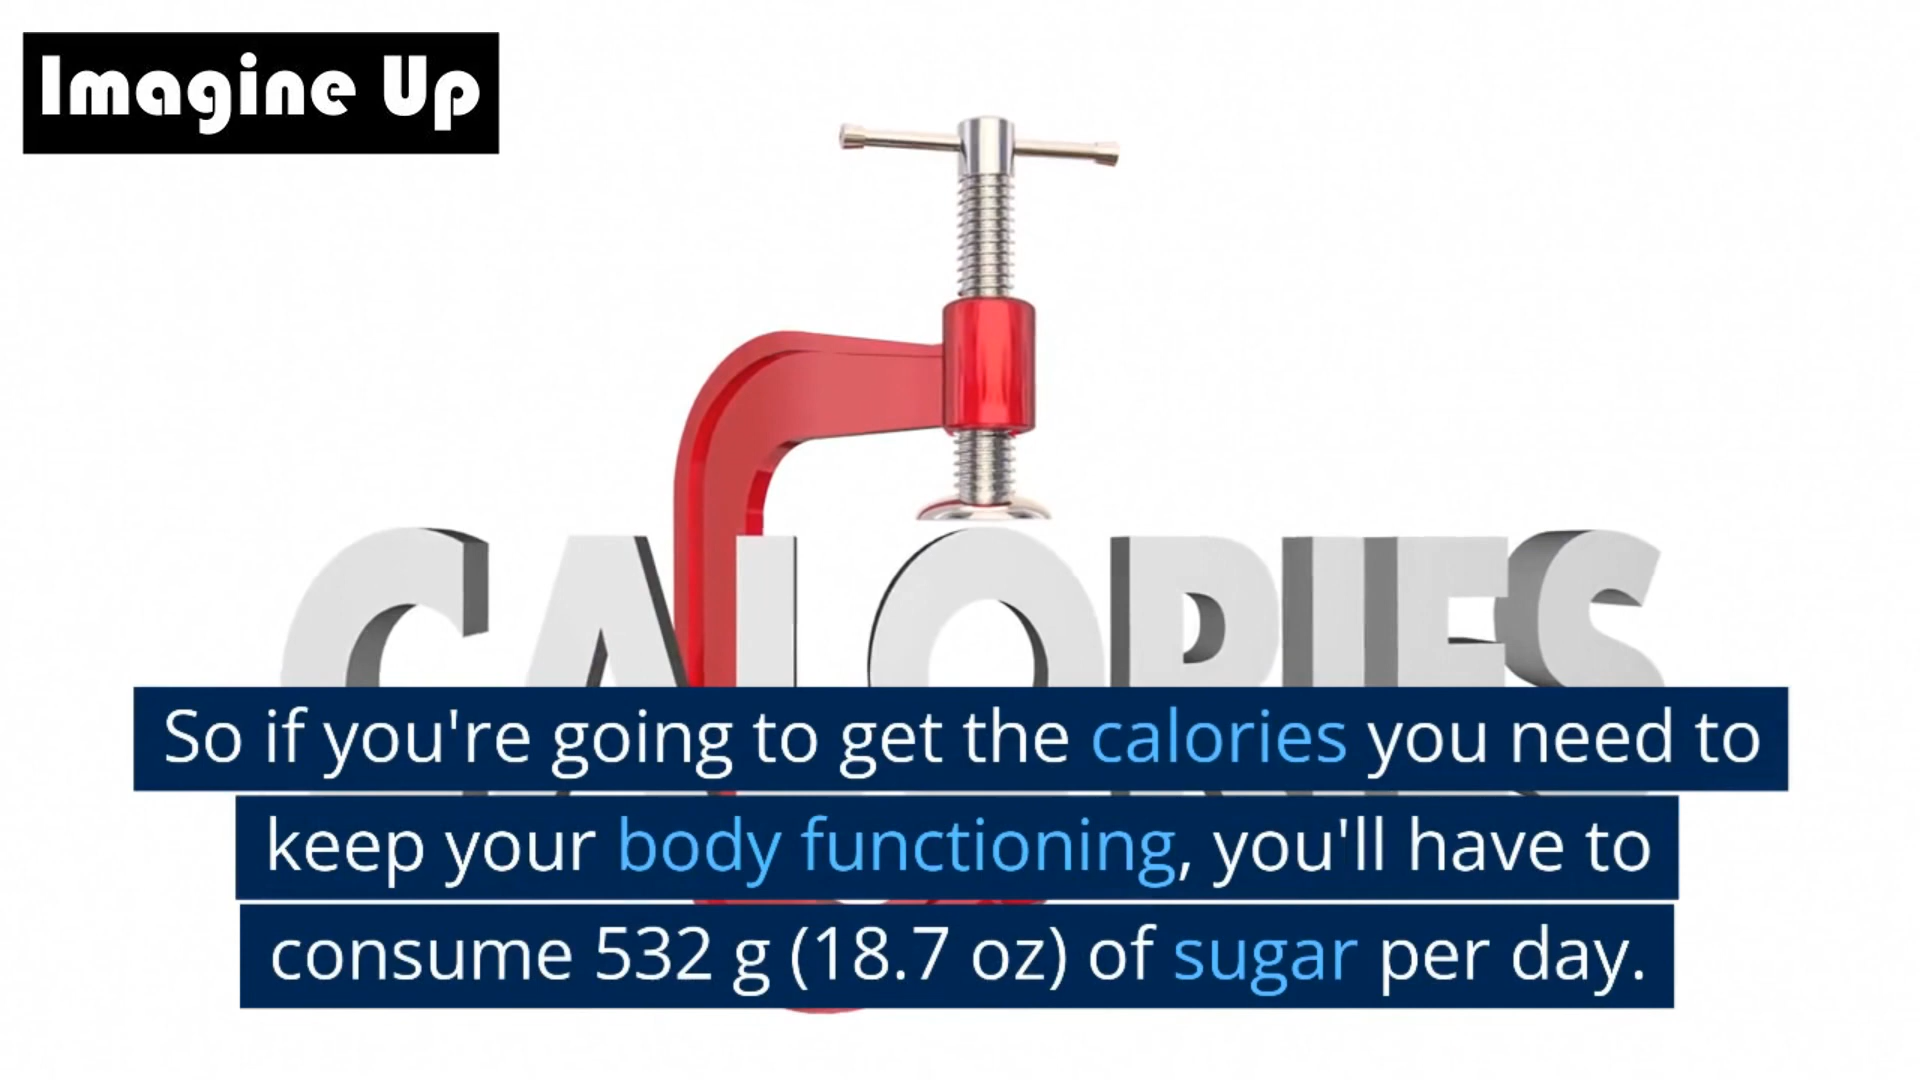 Imagine Up
CALORIES
So if you're going to get the calories you need to
keep your body functioning, you'll have to
consume 532 g (18.7 oz) of sugar per day.